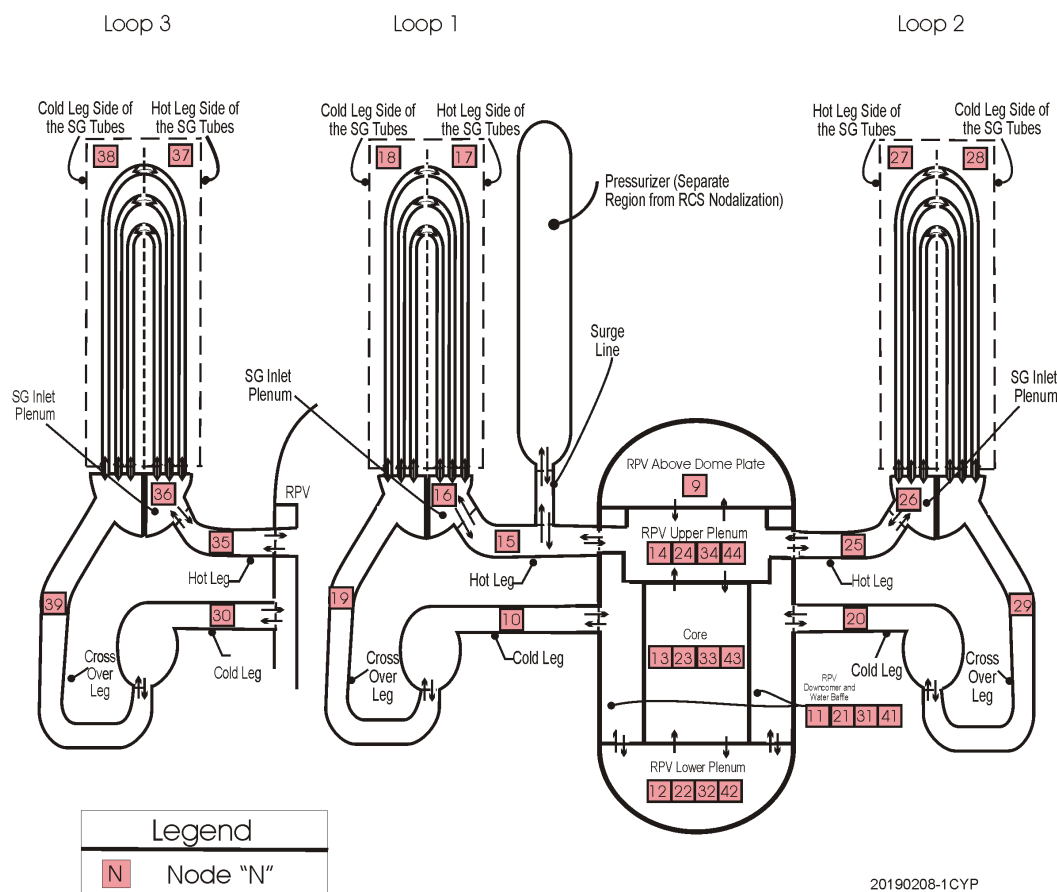 Loop 3
Loop 1
Loop 2
Cold Leg Side of
the SG Tubes
Hot Leg Side of
the SG Tubes
Cold Leg Side of
the SG Tubes
Hot Leg Side of
the SG Tubes
Hot Leg Side of
the SG Tubes
Cold Leg Side of
the SG Tubes
38
37
18
17
27
28
Pressurizer (Separate
Region from RCS Nodalization)
Surge
Line
SG Inlet
Plenum
SG Inlet
Plenum
SG Inlet
Plenum
RPV Above Dome Plate
9
36
RPV
16
26
35
15
RPV Upper Plenum
14 24 34 44
25
Hot Leg
Hot Leg
Hot Leg
39
30
19
10
20
29
Core
13 23 33 43
Cold Leg
Cold Leg
Cold Leg
Cross
Over
Leg
Cross
Over
Leg
Cross
Over
Leg
RPV
Downcomer and
Water Baffle
11 21 31 41
RPV Lower Plenum
12 22 32 42
Legend
N Node "N"
20190208-1CYP